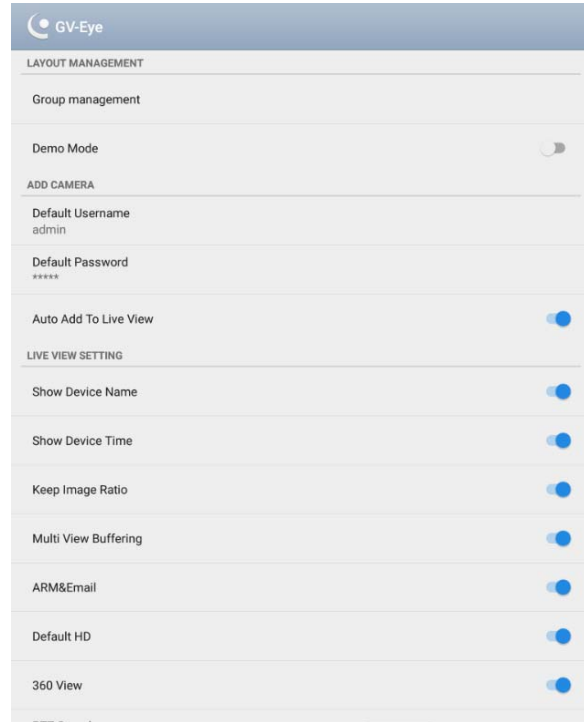 GV-Eye
LAYOUT MANAGEMENT
Group management
Demo Mode
ADD CAMERA
Default Username
admin
Default Password
*****
Auto Add To Live View
LIVE VIEW SETTING
Show Device Name
Show Device Time
Keep Image Ratio
Multi View Buffering
ARM&Email
Default HD
360 View